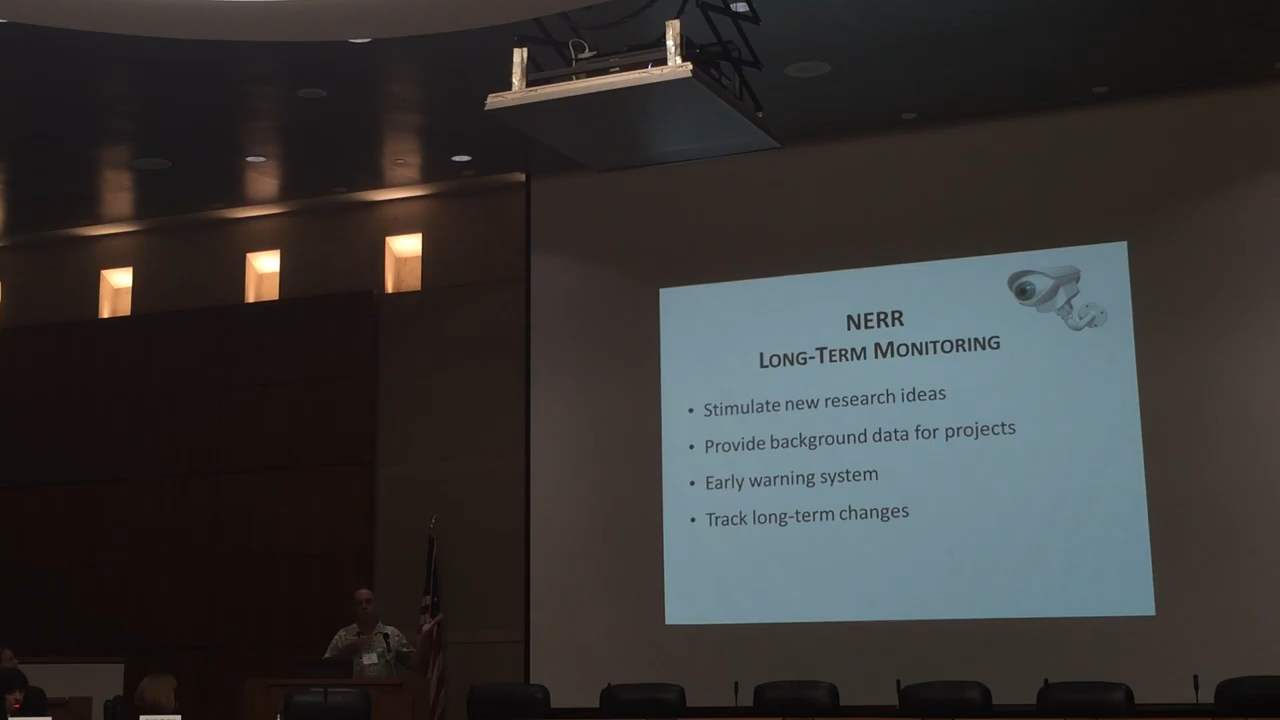 NERR
LONG-TERM MONITORING
• Stimulate new research ideas
• Provide background data for projects
• Early warning system
• Track long-term changes